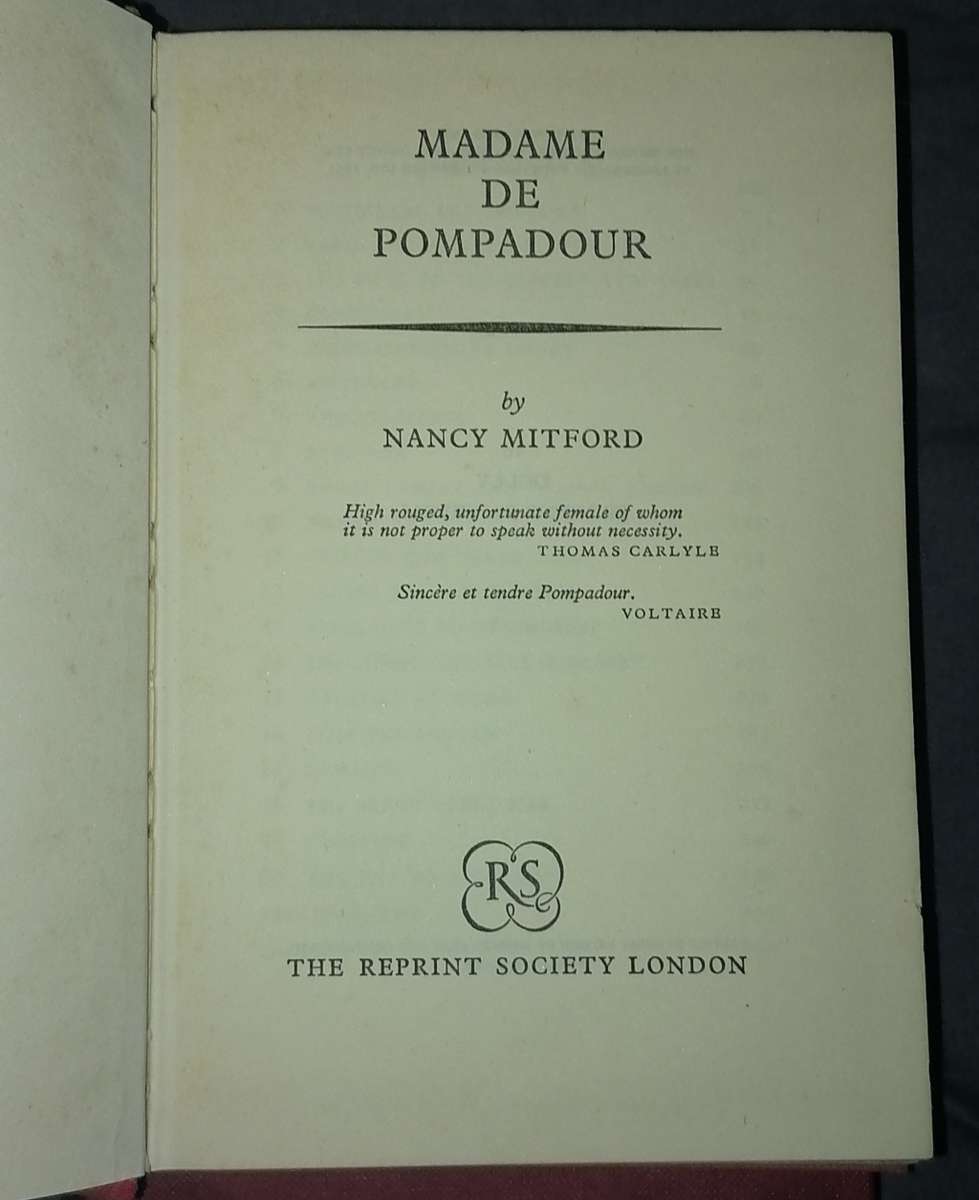 MADAME
DE
POMPADOUR
by
NANCY MITFORD
High rouged, unfortunate female of whom
it is not proper to speak without necessity.
THOMAS CARLYLE
Sincère et tendre Pompadour.
VOLTAIRE
RS
THE REPRINT SOCIETY LONDON